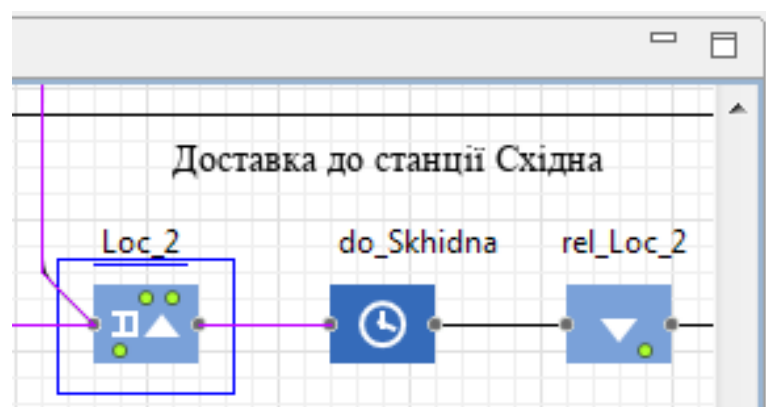 Доставка до станції Східна
Loc_2
do_Skhidna
rel_Loc_2